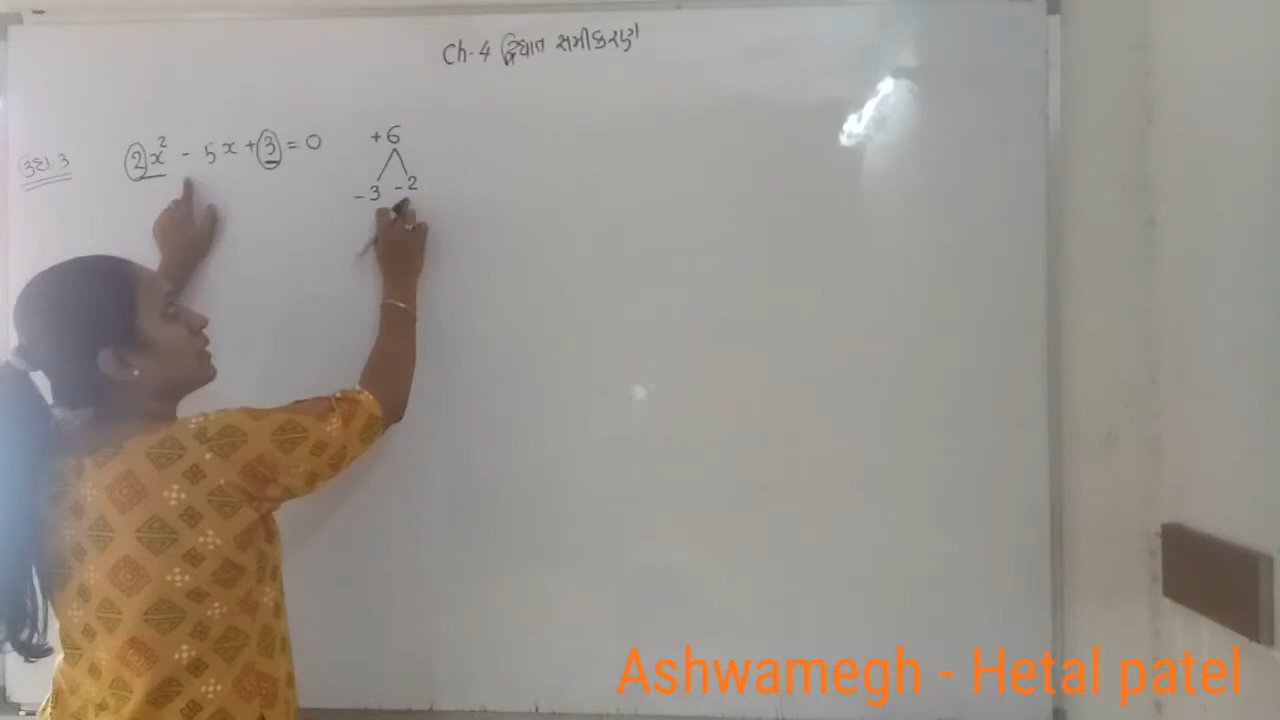 Ch-4 દ્વિઘાત સમીકરણ
ઉદા.3 2x² - 5x + 3 = 0
+6
-3 -2
Ashwamegh - Hetal patel